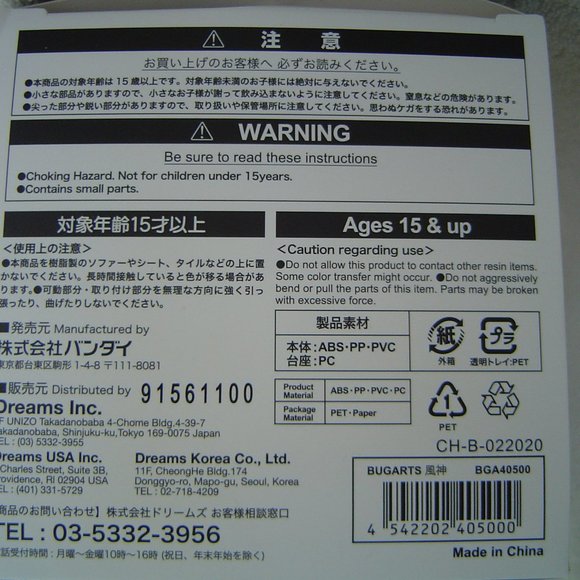 ⚠ 注 意
お買い上げのお客様へ 必ずお読みください。
●本商品の対象年齢は15歳以上です。対象年齢未満のお子様には絶対に与えないでください。
●小さな部品がありますので、小さなお子様が謝って飲み込まないように注意してください。窒息などの危険があります。
●尖った部分や鋭い部分がありますので、取り扱いや保管場所に注意してください。思わぬケガをする恐れがあります。
⚠ WARNING
Be sure to read these instructions
●Choking Hazard. Not for children under 15years.
●Contains small parts.
対象年齢15才以上
＜使用上の注意＞
●本商品を樹脂製のソファーやシート、タイルなどの上に置
かないでください。長時間接触していると色が移る場合があ
ります。●可動部分・取り付け部分を無理な方向に強く引っ
張ったり、曲げたりしないでください。
Ages 15 & up
<Caution regarding use>
●Do not allow this product to contact other resin items.
Some color transfer might occur. ●Do not aggressively
bend or pull the parts of this item. Parts may be broken
with excessive force.
■発売元 Manufactured by
株式会社バンダイ
東京都台東区駒形 1-4-8 〒111-8081
製品素材
本体:ABS・PP・PVC
台座:PC
紙
外箱
プラ
透明トレイ:PET
■販売元 Distributed by 91561100
Dreams Inc.
F UNIZO Takadanobaba 4-Chome Bldg.4-39-7
Takadanobaba, Shinjuku-ku,Tokyo 169-0075 Japan
TEL : (03) 5332-3955
Product Material ABS・PP・PVC・PC
Package Material PET・Paper
1
PET
CH-B-022020
Dreams USA Inc.
Charles Street, Suite 3B,
Providence, RI 02904 USA
TEL : (401) 331-5729
Dreams Korea Co., Ltd.
11F, CheongHe Bldg.174
Donggyo-ro, Mapo-gu, Seoul, Korea
TEL : 02-718-4209
商品のお問い合わせ】株式会社ドリームズ お客様相談窓口
TEL : 03-5332-3956
電話受付時間：月曜〜金曜10時〜16時 (祝日、年末年始を除く)
BUGARTS 風神 BGA40500
4 542202 405000
Made in China